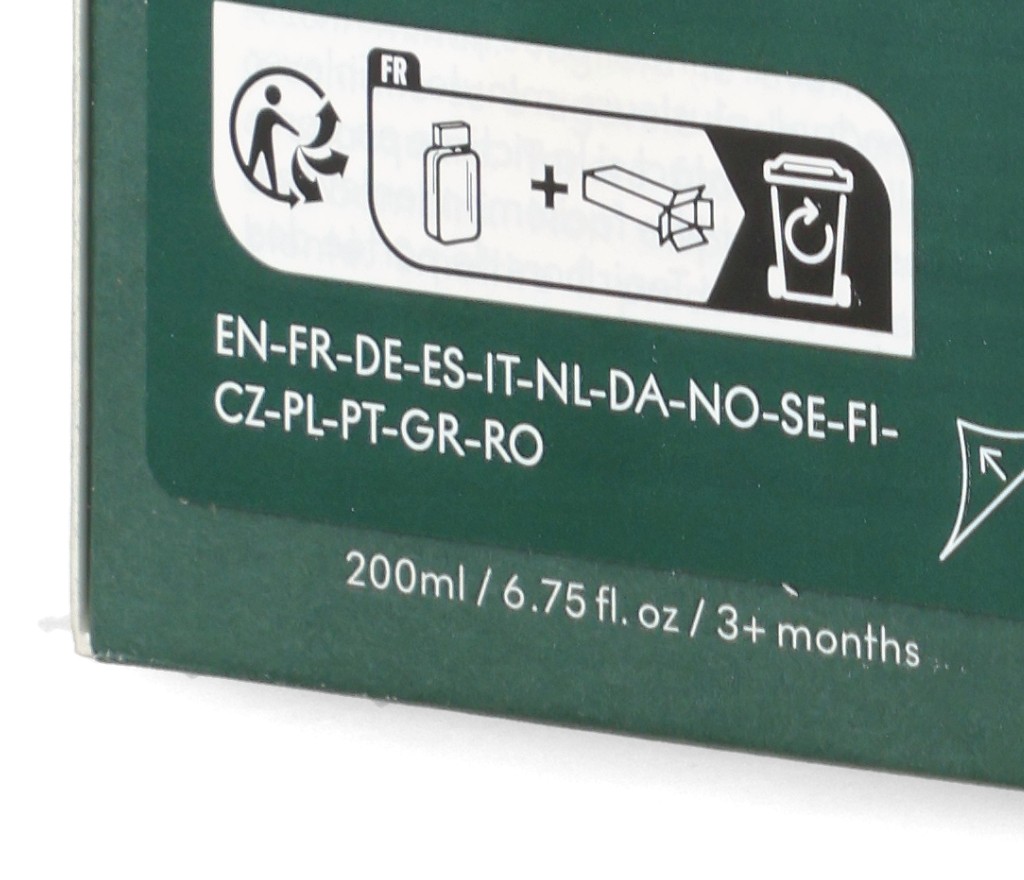 FR
+
EN-FR-DE-ES-IT-NL-DA-NO-SE-FI-
CZ-PL-PT-GR-RO
200ml / 6.75 fl. oz / 3+ months